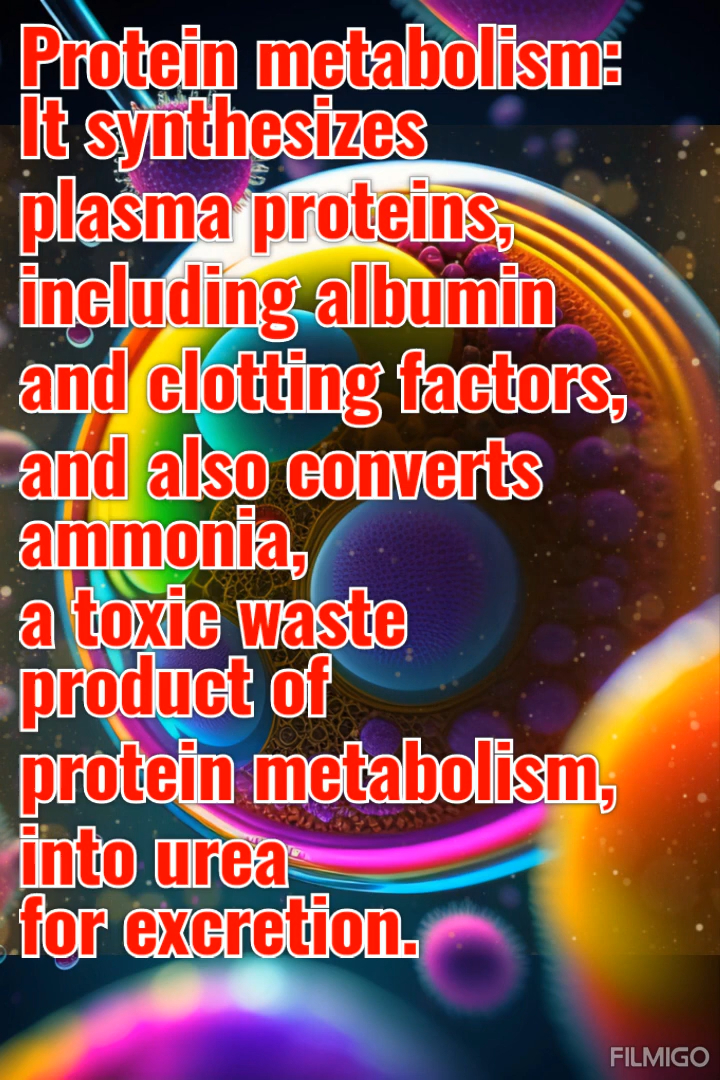 Protein metabolism:
It synthesizes
plasma proteins,
including albumin
and clotting factors,
and also converts
ammonia,
a toxic waste
product of
protein metabolism,
into urea
for excretion.
FILMIGO